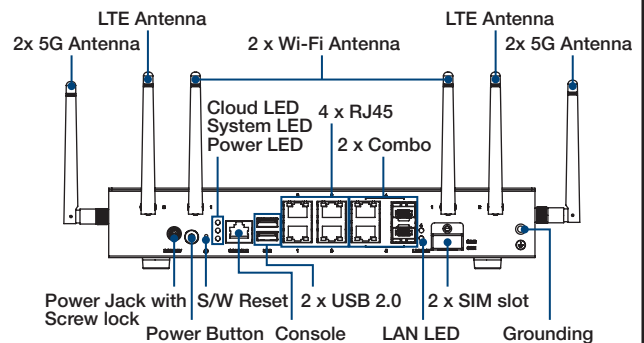 LTE Antenna
LTE Antenna
2x 5G Antenna
2 x Wi-Fi Antenna
2x 5G Antenna
Cloud LED
System LED
Power LED
4 x RJ45
2 x Combo
Power Jack with
Screw lock
S/W Reset
2 x USB 2.0
2 x SIM slot
Power Button
Console
LAN LED
Grounding